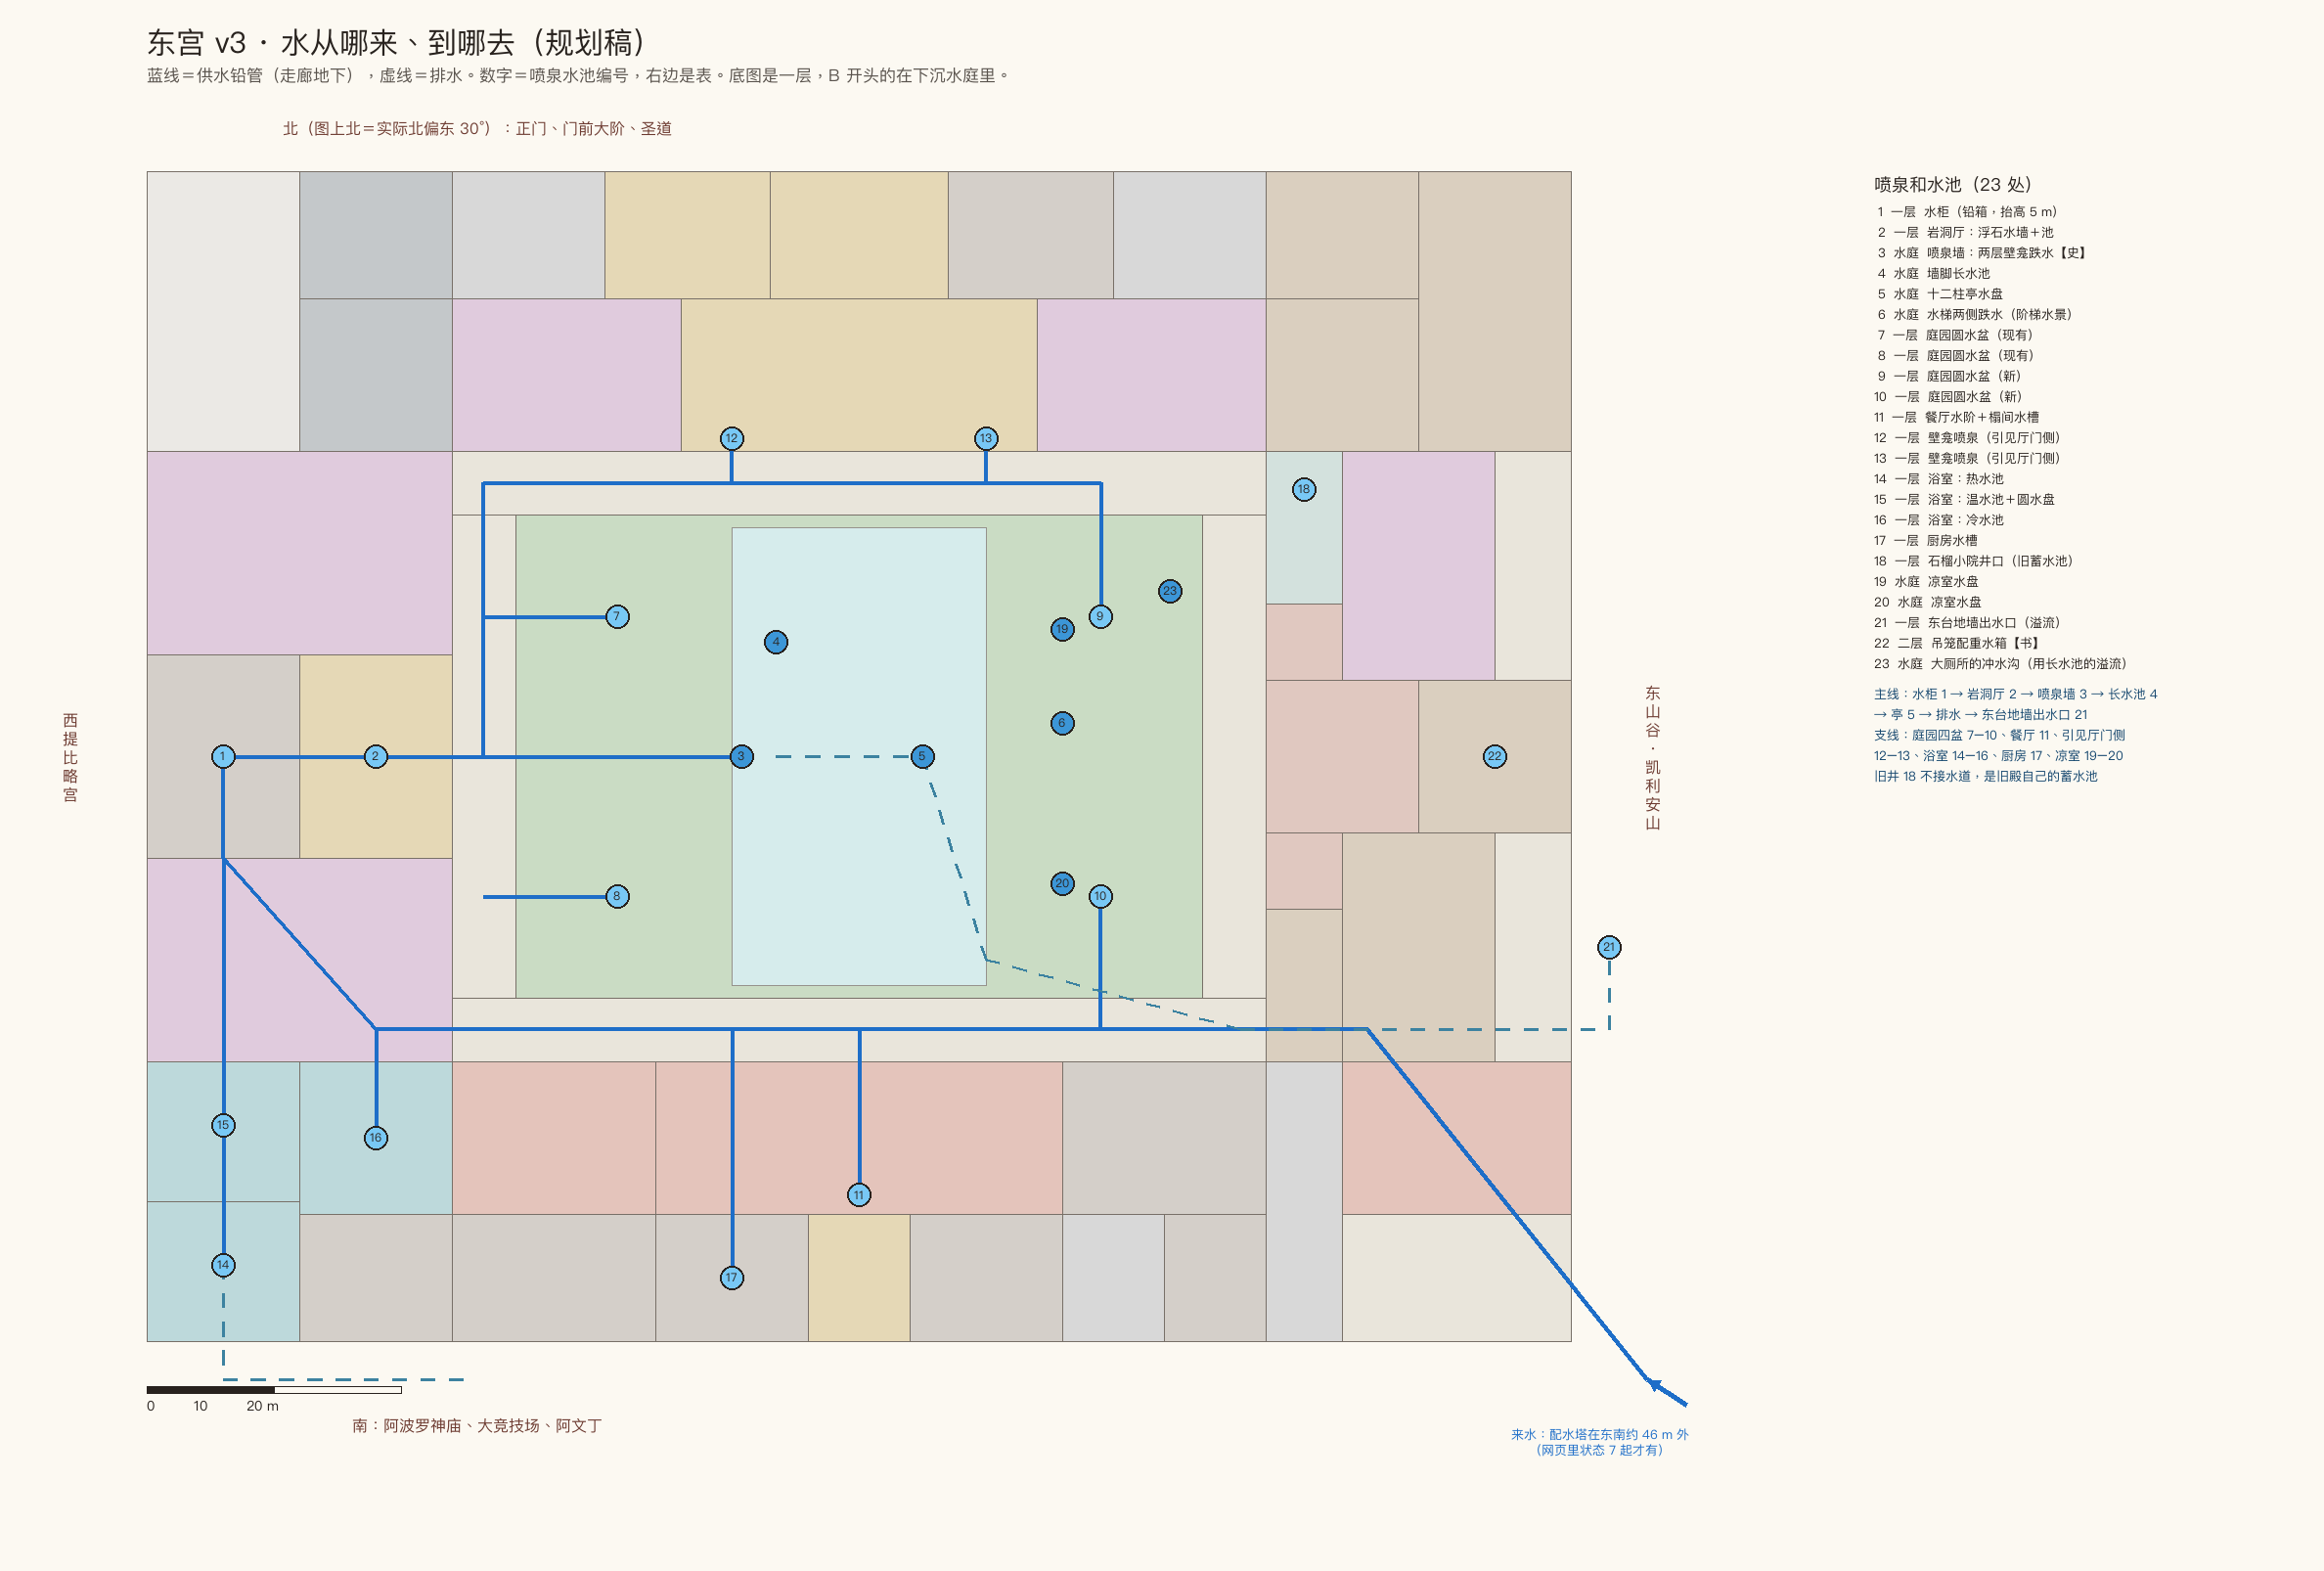 东宫 v3 · 水从哪来、到哪去（规划稿）
蓝线＝供水铅管（走廊地下），虚线＝排水。数字＝喷泉水池编号，右边是表。底图是一层，B 开头的在下沉水庭里。
北（图上北＝实际北偏东 30°）：正门、门前大阶、圣道
喷泉和水池（23 处）
1 一层 水柜（铅箱，抬高 5 m）
2 一层 岩洞厅：浮石水墙＋池
3 水庭 喷泉墙：两层壁龛跌水【史】
4 水庭 墙脚长水池
5 水庭 十二柱亭水盘
6 水庭 水梯两侧跌水（阶梯水景）
7 一层 庭园圆水盆（现有）
8 一层 庭园圆水盆（现有）
9 一层 庭园圆水盆（新）
10 一层 庭园圆水盆（新）
11 一层 餐厅水阶＋榻间水槽
12 一层 壁龛喷泉（引见厅门侧）
13 一层 壁龛喷泉（引见厅门侧）
14 一层 浴室：热水池
15 一层 浴室：温水池＋圆水盘
16 一层 浴室：冷水池
17 一层 厨房水槽
18 一层 石榴小院井口（旧蓄水池）
19 水庭 凉室水盘
20 水庭 凉室水盘
21 一层 东台地墙出水口（溢流）
22 二层 吊笼配重水箱【书】
23 水庭 大厕所的冲水沟（用长水池的溢流）
主线：水柜 1 → 岩洞厅 2 → 喷泉墙 3 → 长水池 4
→ 亭 5 → 排水 → 东台地墙出水口 21
支线：庭园四盆 7—10、餐厅 11、引见厅门侧
12—13、浴室 14—16、厨房 17、凉室 19—20
旧井 18 不接水道，是旧殿自己的蓄水池
12
13
18
23
7
9
19
4
6
西提比略宫
1
2
3
5
22
东山谷·凯利安山
20
8
10
21
15
16
11
14
17
0 10 20 m
南：阿波罗神庙、大竞技场、阿文丁
来水：配水塔在东南约 46 m 外
（网页里状态 7 起才有）